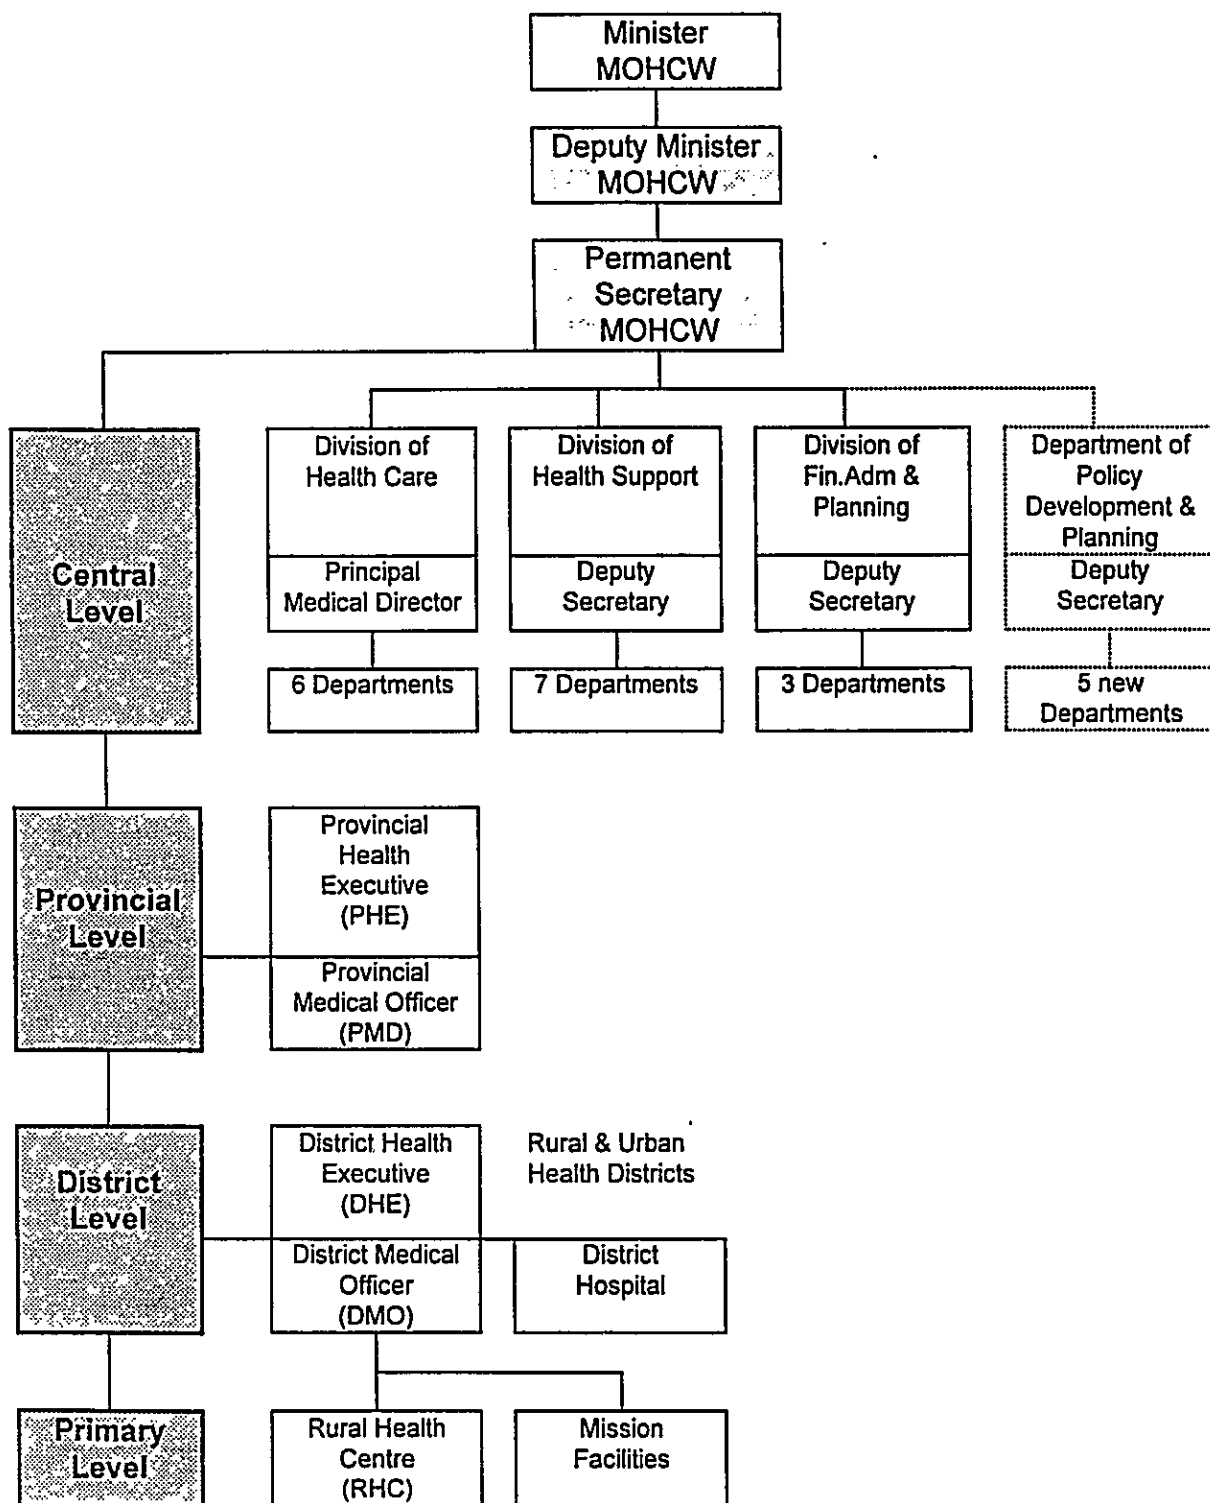 Minister
MOHCW
Deputy Minister
MOHCW
Permanent
Secretary
MOHCW
Central
Level
Division of
Health Care
Principal
Medical Director
6 Departments
Division of
Health Support
Deputy
Secretary
7 Departments
Division of
Fin.Adm &
Planning
Deputy
Secretary
3 Departments
Department of
Policy
Development &
Planning
Deputy
Secretary
5 new
Departments
Provincial
Level
Provincial
Health
Executive
(PHE)
Provincial
Medical Officer
(PMD)
District
Level
District Health
Executive
(DHE)
District Medical
Officer
(DMO)
Rural & Urban
Health Districts
District
Hospital
Primary
Level
Rural Health
Centre
(RHC)
Mission
Facilities